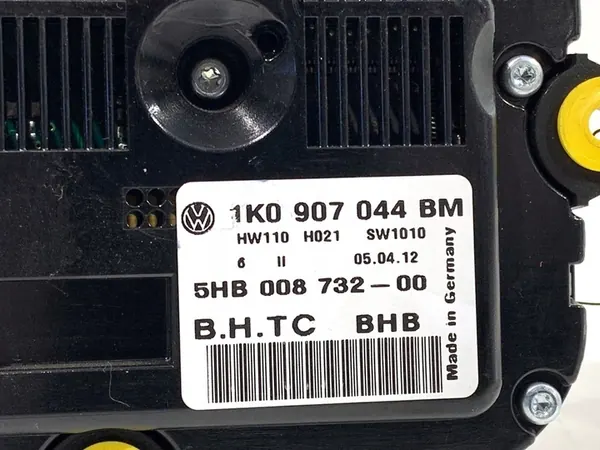 1K0 907 044 BM
HW110 H021 SW1010
6 II 05.04.12
5HB 008 732-00
B.H.TC BHB
Made in Germany